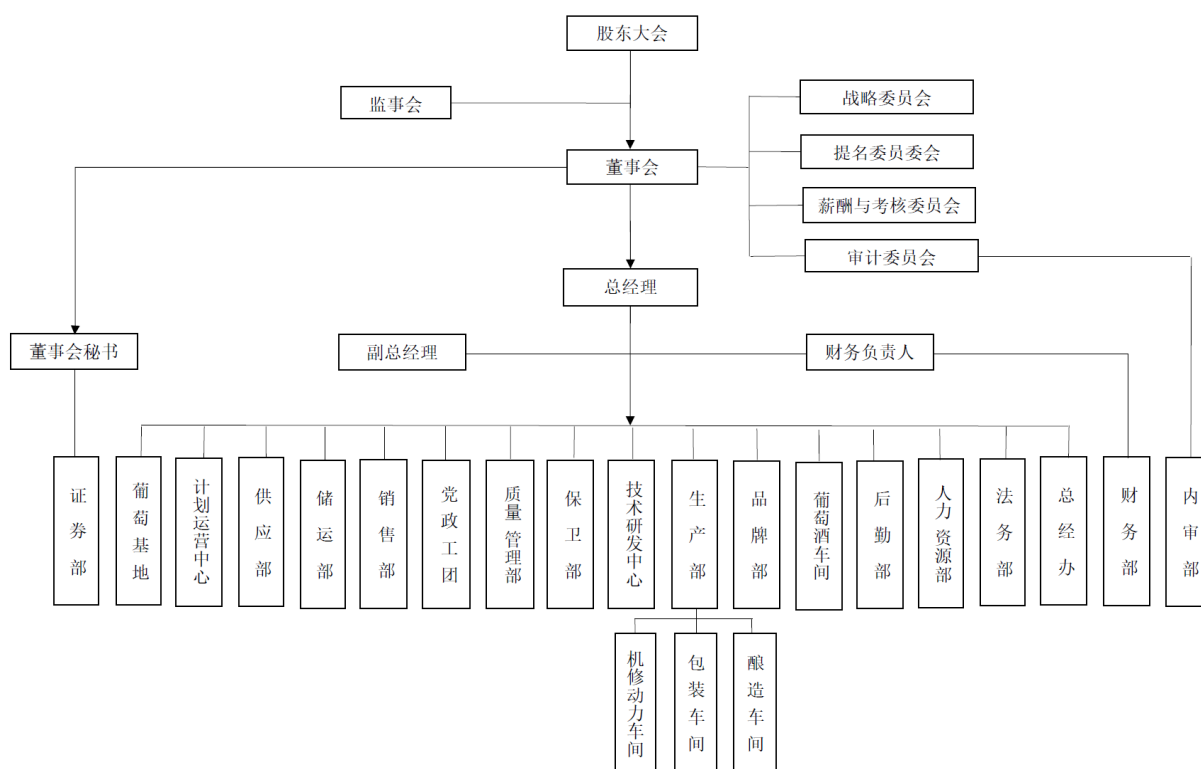 股东大会
监事会
战略委员会
提名委员委会
董事会
薪酬与考核委员会
审计委员会
总经理
董事会秘书
副总经理
财务负责人
证券部
葡萄基地
计划运营中心
供应部
储运部
销售部
党政工团
质量管理部
保卫部
技术研发中心
生产部
品牌部
葡萄酒车间
后勤部
人力资源部
法务部
总经办
财务部
内审部
机修动力车间
包装车间
酿造车间